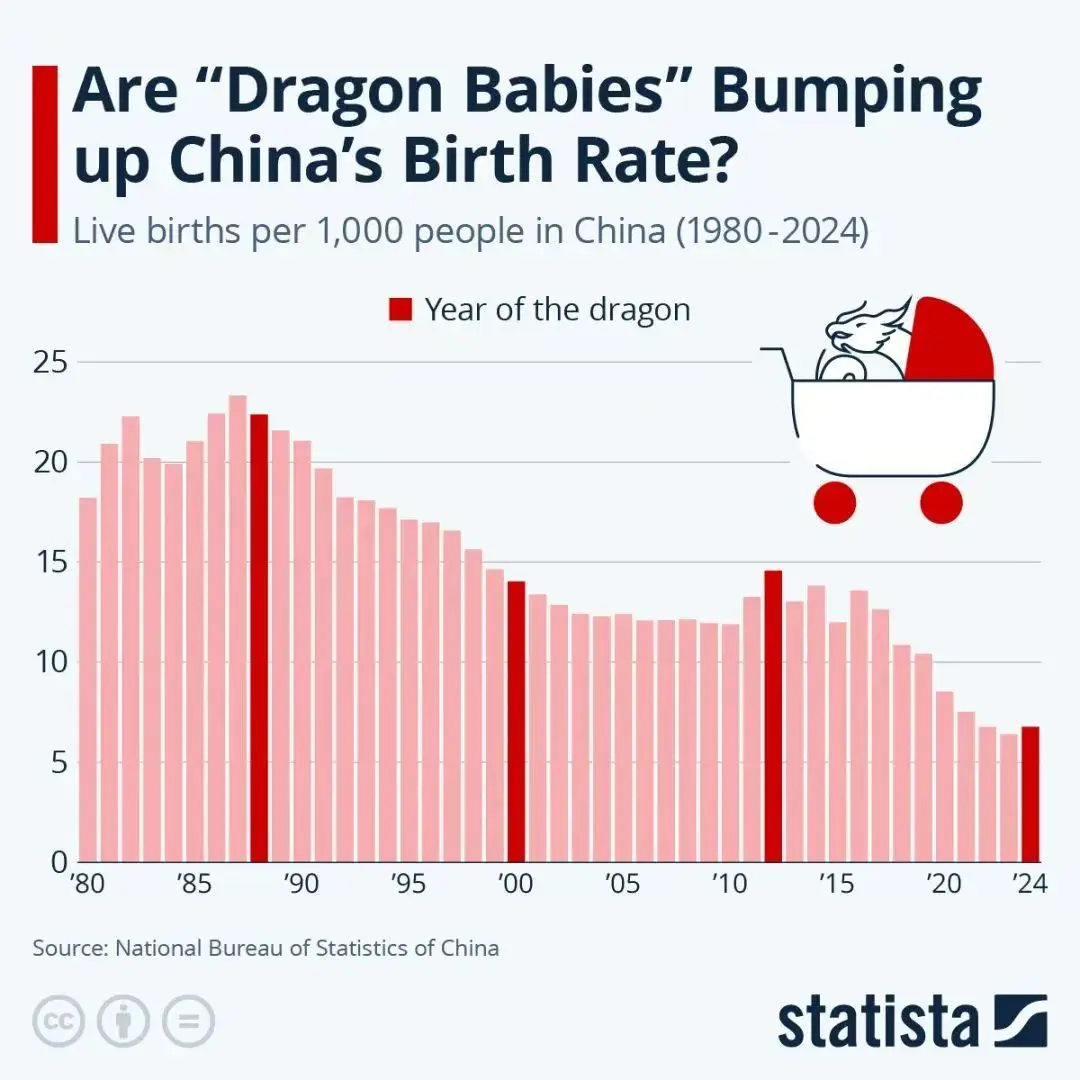 Are “Dragon Babies” Bumping
up China’s Birth Rate?
Live births per 1,000 people in China (1980-2024)
Year of the dragon
25
20
15
10
5
0
’80 ’85 ’90 ’95 ’00 ’05 ’10 ’15 ’20 ’24
Source: National Bureau of Statistics of China
cc
statista